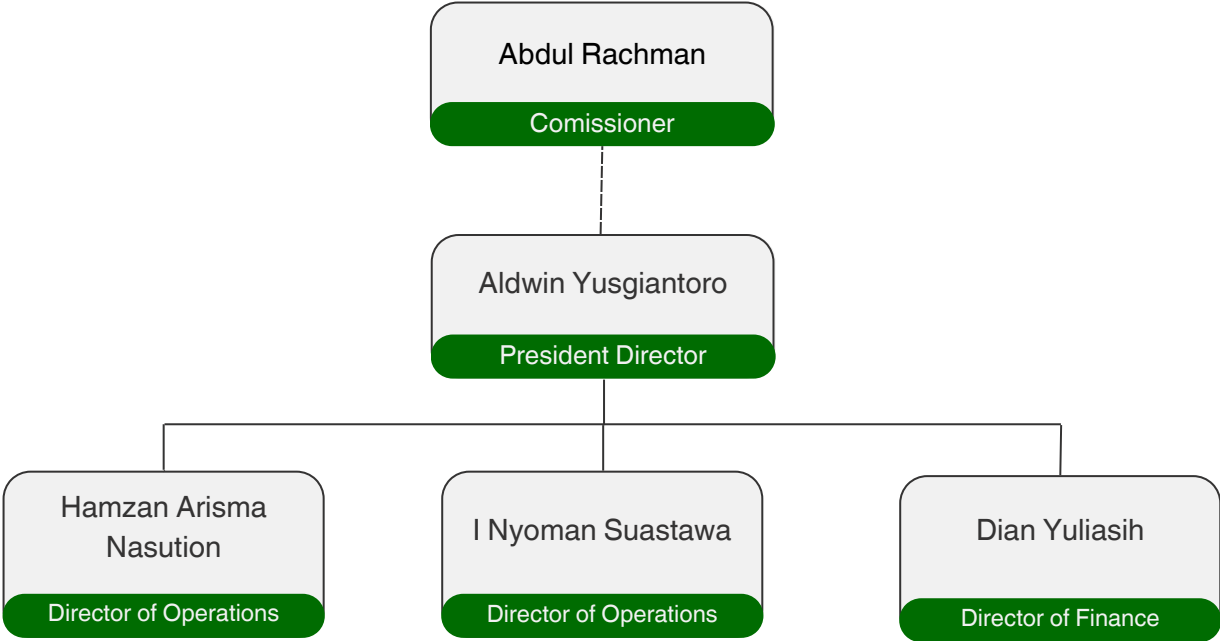 Abdul Rachman
Comissioner
Aldwin Yusgiantoro
President Director
Hamzan Arisma
Nasution
Director of Operations
I Nyoman Suastawa
Director of Operations
Dian Yuliasih
Director of Finance